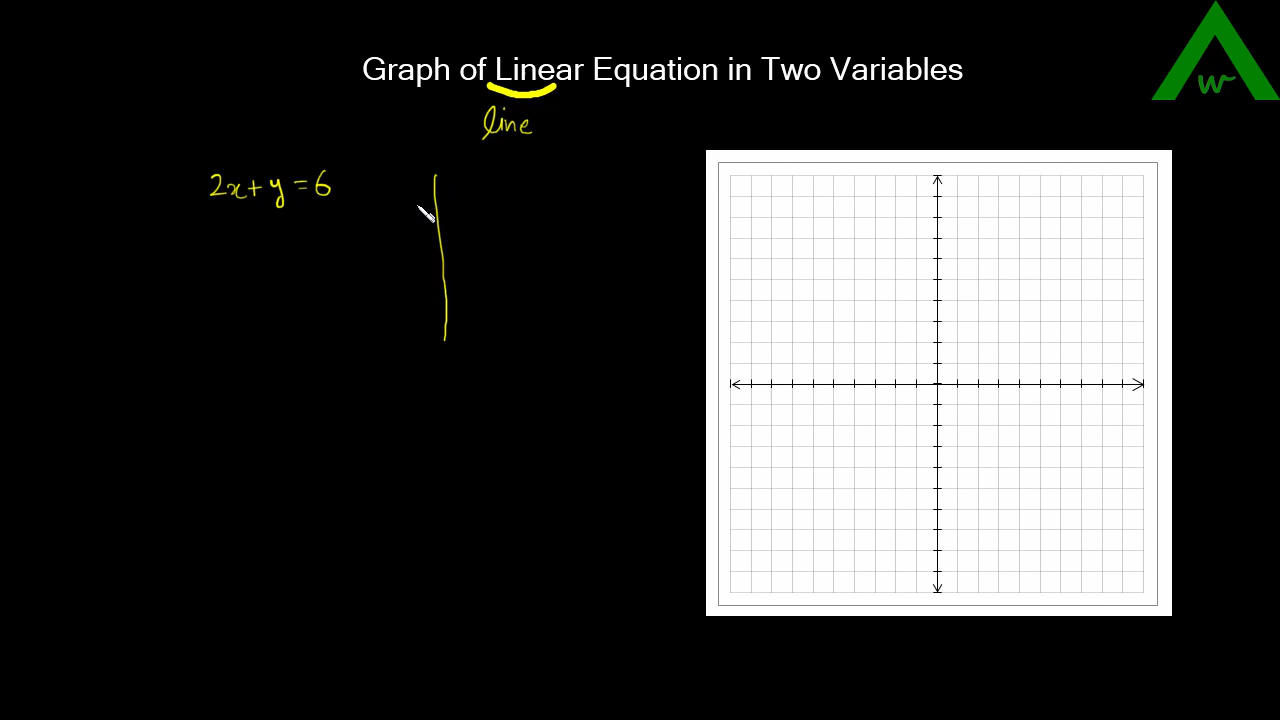 Graph of Linear Equation in Two Variables
line
2x + y = 6
w